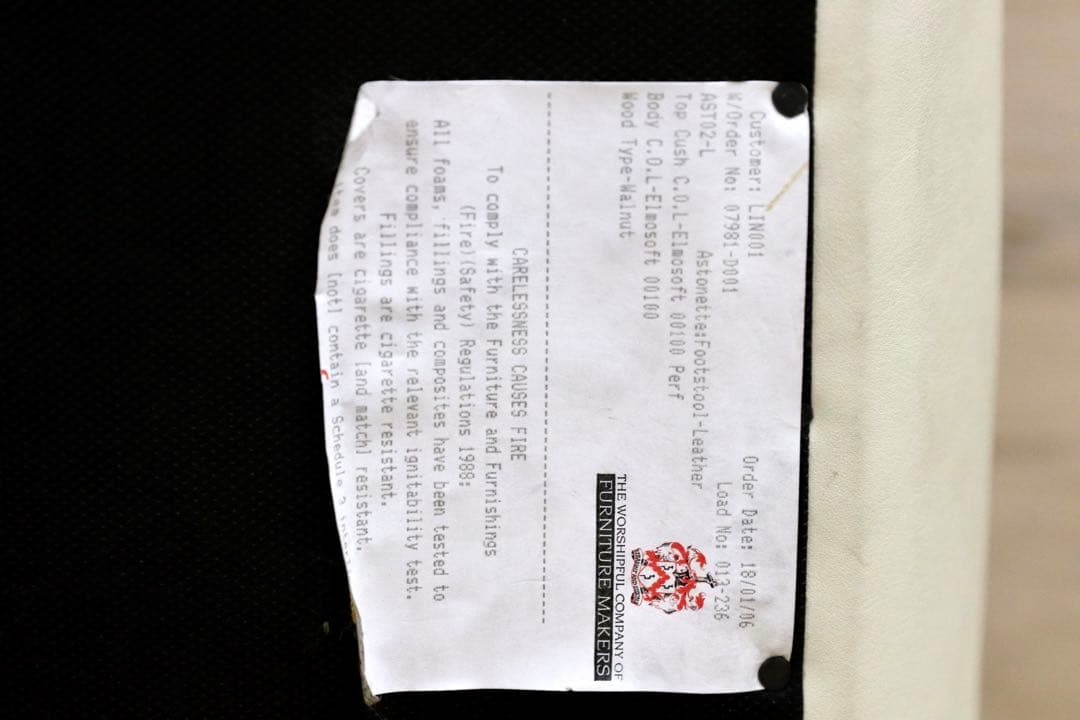 Customer: LIN001 Order Date: 18/01/06
W/Order No: 07981-D001 Load No: 012-236
AST02-L Astonette:Footstool-Leather
Top Cush C.O.L-Elmosoft 00100 Perf
Body C.O.L-Elmosoft 00100
Wood Type-Walnut
THE WORSHIPFUL COMPANY OF
FURNITURE MAKERS
CARELESSNESS CAUSES FIRE
To comply with the Furniture and Furnishings
(Fire)(Safety) Regulations 1988:
All foams, fillings and composites have been tested to
ensure compliance with the relevant ignitability test.
Fillings are cigarette resistant.
Covers are cigarette [and match] resistant.
does [not] contain a Schedule 3